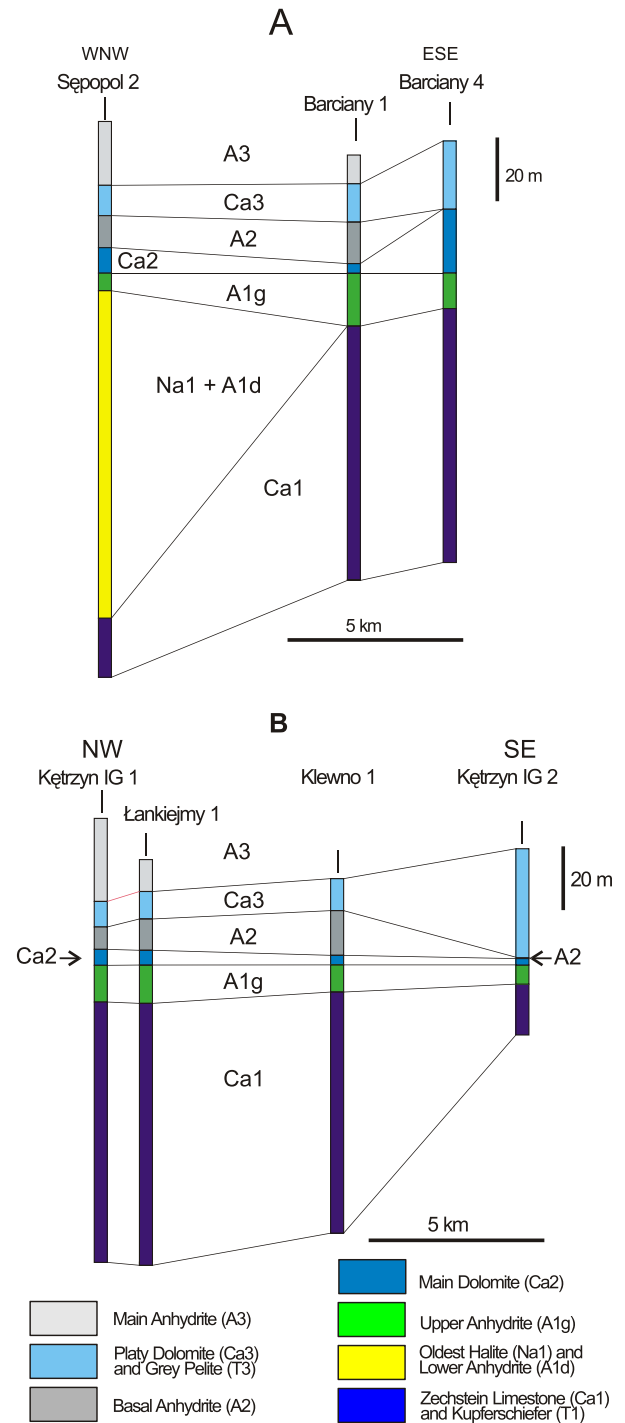 A
WNW
ESE
Sępopol 2
Barciany 4
Barciany 1
A3
20 m
Ca3
A2
Ca2
A1g
Na1 + A1d
Ca1
5 km
B
NW
SE
Kętrzyn IG 1
Klewno 1
Kętrzyn IG 2
Łankiejmy 1
A3
20 m
Ca3
A2
Ca2
A2
A1g
Ca1
5 km
Main Anhydrite (A3)
Platy Dolomite (Ca3)
and Grey Pelite (T3)
Basal Anhydrite (A2)
Main Dolomite (Ca2)
Upper Anhydrite (A1g)
Oldest Halite (Na1) and
Lower Anhydrite (A1d)
Zechstein Limestone (Ca1)
and Kupferschiefer (T1)